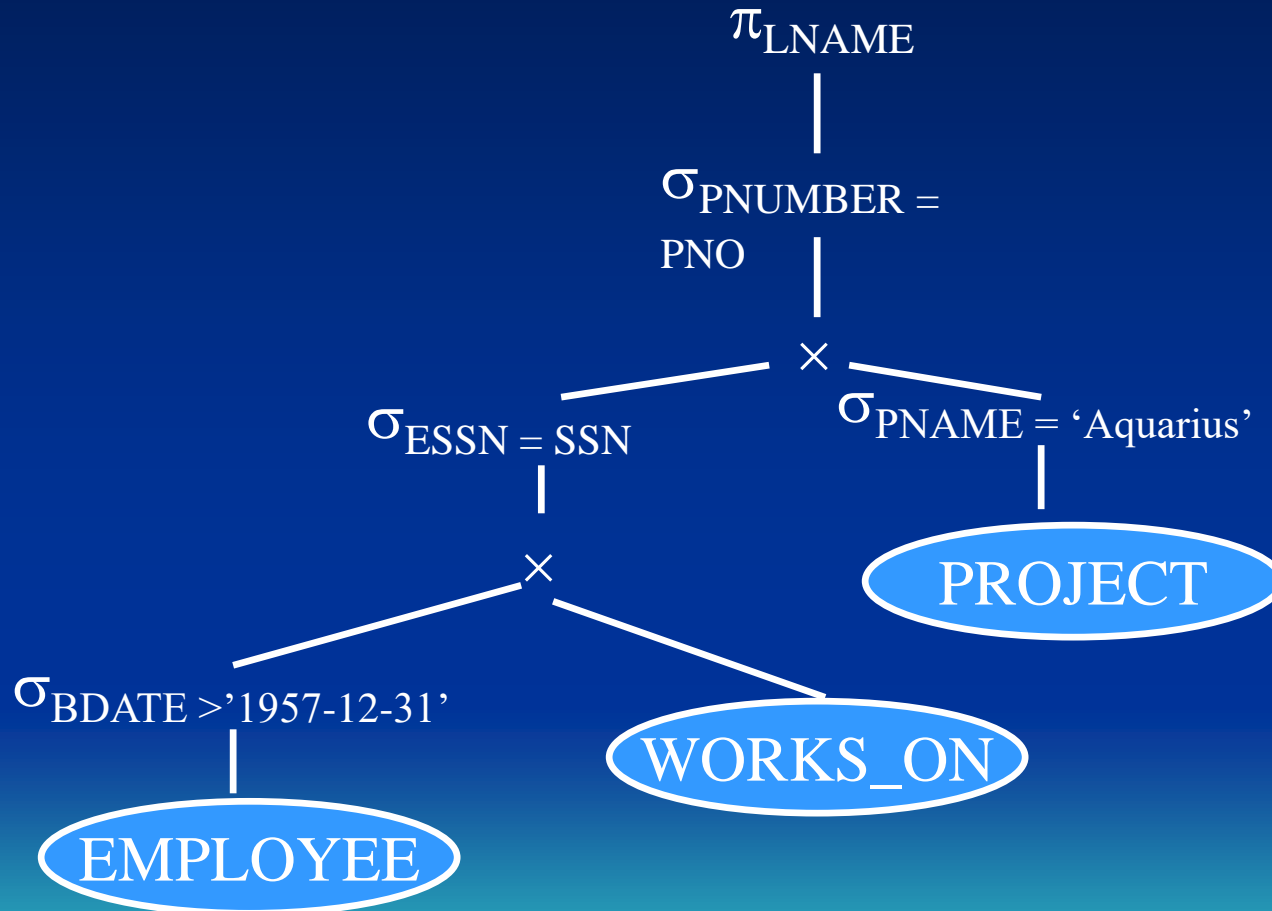 πLNAME
σPNUMBER =
PNO
×
σESSN = SSN
σPNAME = ‘Aquarius’
×
PROJECT
σBDATE >’1957-12-31’
WORKS_ON
EMPLOYEE